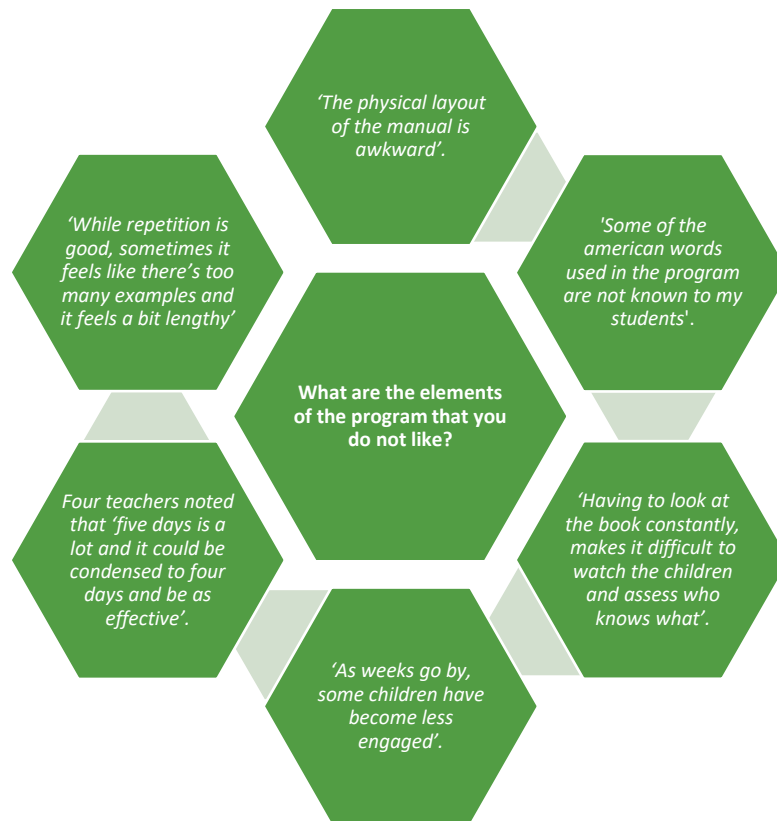 ‘The physical layout
of the manual is
awkward’.
'Some of the
american words
used in the program
are not known to my
students'.
‘Having to look at
the book constantly,
makes it difficult to
watch the children
and assess who
knows what’.
‘As weeks go by,
some children have
become less
engaged’.
Four teachers noted
that ‘five days is a
lot and it could be
condensed to four
days and be as
effective’.
‘While repetition is
good, sometimes it
feels like there’s too
many examples and
it feels a bit lengthy’
What are the elements
of the program that you
do not like?